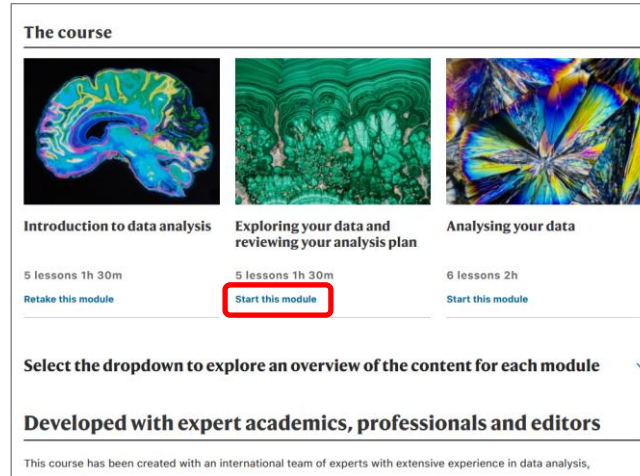 The course
Introduction to data analysis
5 lessons 1h 30m
Retake this module
Exploring your data and
reviewing your analysis plan
5 lessons 1h 30m
Start this module
Analysing your data
6 lessons 2h
Start this module
Select the dropdown to explore an overview of the content for each module
Developed with expert academics, professionals and editors
This course has been created with an international team of experts with extensive experience in data analysis,